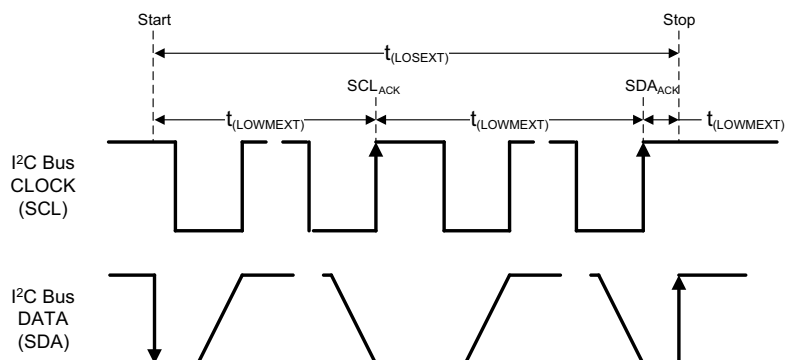 Start Stop
t(LOSEXT)
SCLACK SDAACK
t(LOWMEXT) t(LOWMEXT) t(LOWMEXT)
I²C Bus
CLOCK
(SCL)
I²C Bus
DATA
(SDA)